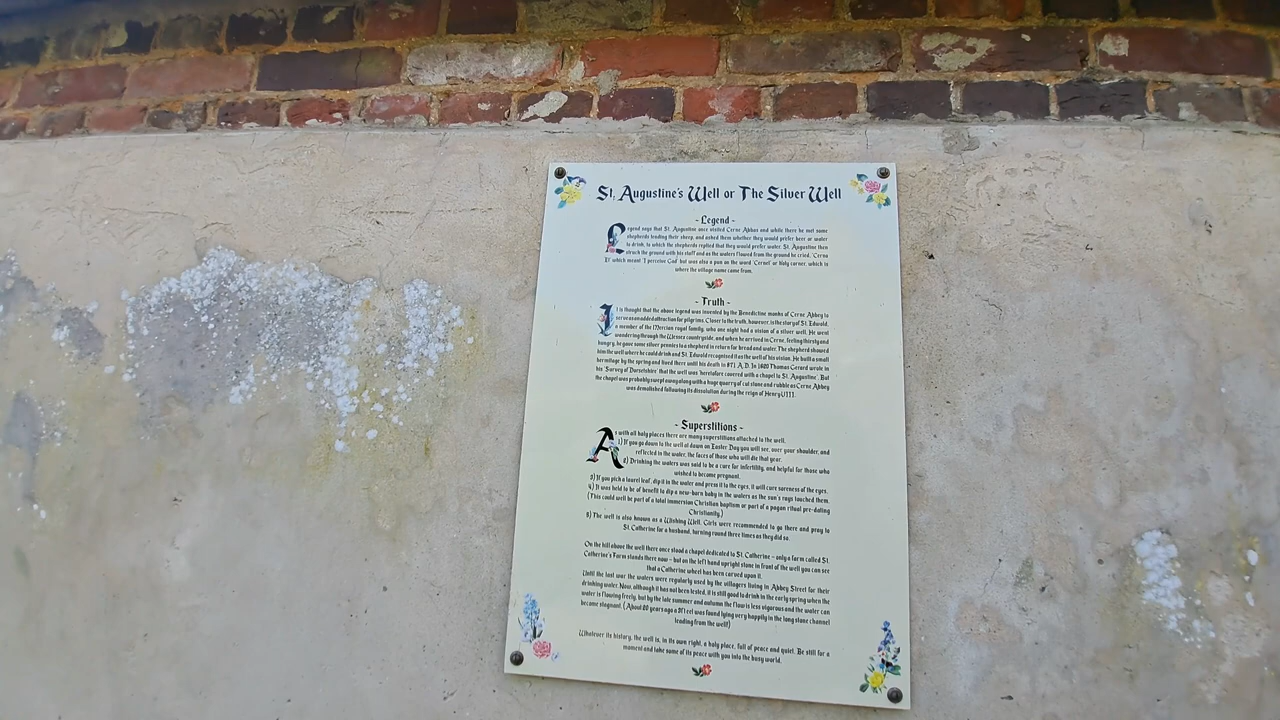 St. Augustine's Well or The Silver Well
- Legend -
Legend says that St. Augustine once visited Cerne Abbas and while there he met some
shepherds tending their sheep, and asked them whether they would prefer beer or water
to drink, to which the shepherds replied that they would prefer water. St. Augustine then
struck the ground with his staff and as the waters flowed from the ground he cried, 'Cerno
El' which meant 'I perceive God' but was also a pun on the word 'Cernel' or Holy corner, which is
where the village name came from.
- Truth -
It is thought that the above legend was invented by the Benedictine monks of Cerne Abbey to
serve as an added attraction for pilgrims. Closer to the truth, however, is the story of St. Edwold,
a member of the Mercian royal family, who one night had a vision of a silver well. He went
wandering through the Wessex countryside, and when he arrived in Cerne, feeling thirsty and
hungry, he gave some silver pennies to a shepherd in return for bread and water. The shepherd showed
him the well where he could drink and St. Edwold recognised it as the well of his vision. He built a small
hermitage by the spring and lived there until his death in 871 A.D. In 1620 Thomas Gerard wrote in
his 'Survey of Dorsetshire' that the well was 'heretofore covered with a chapel to St. Augustine'. But
the chapel was probably swept away along with a huge quarry of cut stone and rubble as Cerne Abbey
was demolished following its dissolution during the reign of Henry VIII.
- Superstitions -
As with all holy places there are many superstitions attached to the well.
1) If you go down to the well at dawn on Easter Day you will see, over your shoulder, and
reflected in the water, the faces of those who will die that year.
2) Drinking the waters was said to be a cure for infertility, and helpful for those who
wished to become pregnant.
3) If you pick a laurel leaf, dip it in the water and press it to the eyes, it will cure soreness of the eyes.
4) It was held to be of benefit to dip a new-born baby in the waters as the sun's rays touched them.
(This could well be part of a total immersion Christian baptism or part of a pagan ritual pre-dating
Christianity.)
5) The well is also known as a Wishing Well. Girls were recommended to go there and pray to
St. Catherine for a husband, turning round three times as they did so.
On the hill above the well there once stood a chapel dedicated to St. Catherine - only a farm called St.
Catherine's Farm stands there now - but on the left hand upright stone in front of the well you can see
that a Catherine wheel has been carved upon it.
Until the last war the waters were regularly used by the villagers living in Abbey Street for their
drinking water. Now, although it has not been tested, it is still good to drink in the early spring when the
water is flowing freely, but by the late summer and autumn the flow is less vigorous and the water can
become stagnant. (About 20 years ago a 3ft eel was found lying very happily in the long stone channel
leading from the well!)
Whatever its history, the well is, in its own right, a holy place, full of peace and quiet. Be still for a
moment and take some of its peace with you into the busy world.